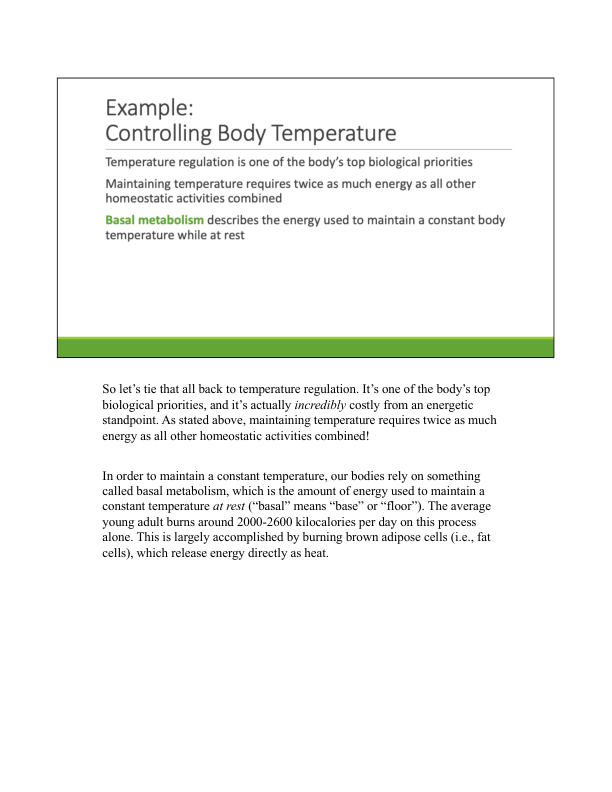 Example:
Controlling Body Temperature
Temperature regulation is one of the body's top biological priorities
Maintaining temperature requires twice as much energy as all other
homeostatic activities combined
Basal metabolism describes the energy used to maintain a constant body
temperature while at rest
So let’s tie that all back to temperature regulation. It’s one of the body’s top
biological priorities, and it’s actually incredibly costly from an energetic
standpoint. As stated above, maintaining temperature requires twice as much
energy as all other homeostatic activities combined!
In order to maintain a constant temperature, our bodies rely on something
called basal metabolism, which is the amount of energy used to maintain a
constant temperature at rest (“basal” means “base” or “floor”). The average
young adult burns around 2000-2600 kilocalories per day on this process
alone. This is largely accomplished by burning brown adipose cells (i.e., fat
cells), which release energy directly as heat.